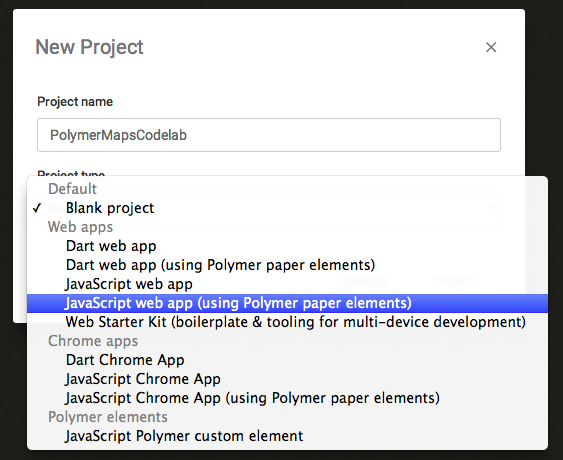 New Project
×
Project name
PolymerMapsCodelab
Project type
Default
✓ Blank project
Web apps
Dart web app
Dart web app (using Polymer paper elements)
JavaScript web app
JavaScript web app (using Polymer paper elements)
Web Starter Kit (boilerplate & tooling for multi-device development)
Chrome apps
Dart Chrome App
JavaScript Chrome App
JavaScript Chrome App (using Polymer paper elements)
Polymer elements
JavaScript Polymer custom element